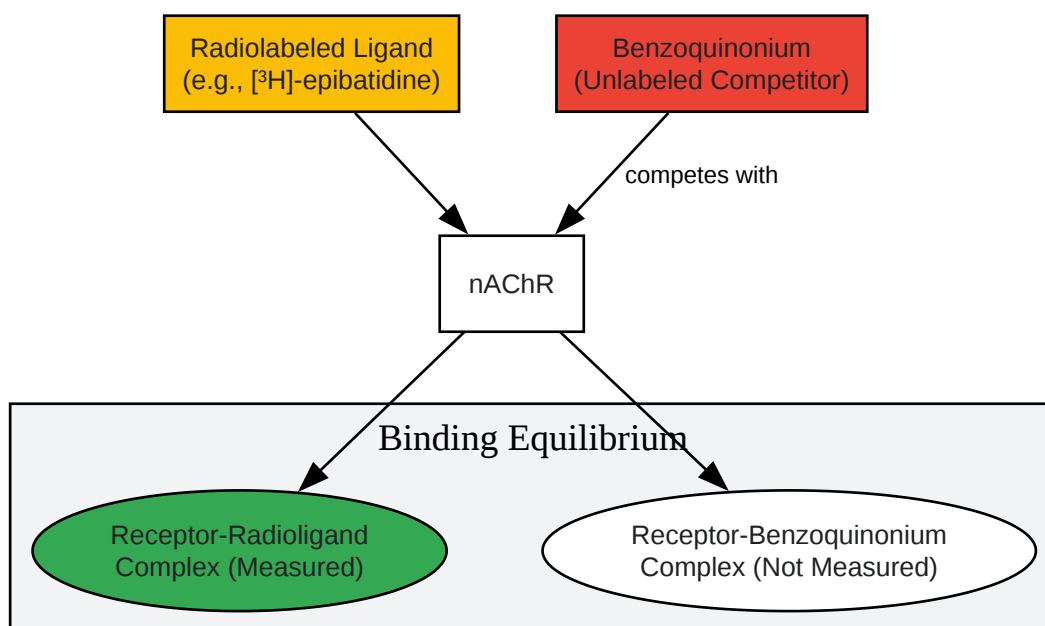 Radiolabeled Ligand
(e.g., [³H]-epibatidine)
Benzoquinonium
(Unlabeled Competitor)
competes with
nAChR
Binding Equilibrium
Receptor-Radioligand
Complex (Measured)
Receptor-Benzoquinonium
Complex (Not Measured)